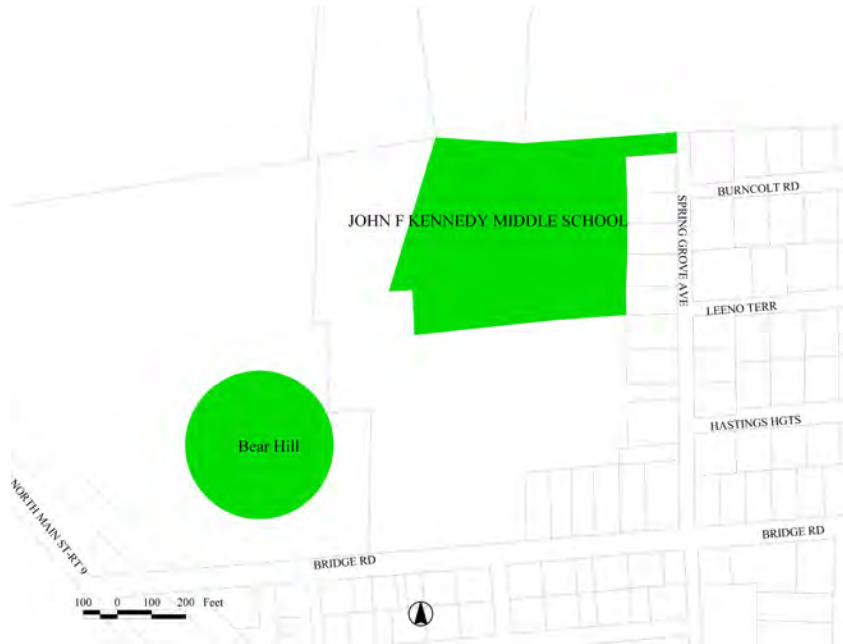 BURNCOLT RD
JOHN F KENNEDY MIDDLE SCHOOL
SPRING GROVE AVE
LEENO TERR
HASTINGS HGTS
Bear Hill
NORTH MAIN ST-RT 9
BRIDGE RD
BRIDGE RD
100 0 100 200 Feet